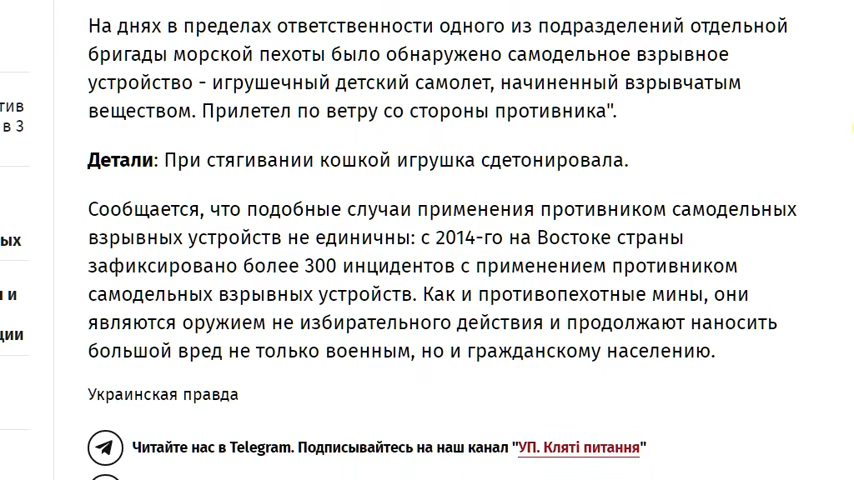 На днях в пределах ответственности одного из подразделений отдельной
бригады морской пехоты было обнаружено самодельное взрывное
устройство - игрушечный детский самолет, начиненный взрывчатым
веществом. Прилетел по ветру со стороны противника".
Детали: При стягивании кошкой игрушка сдетонировала.
Сообщается, что подобные случаи применения противником самодельных
взрывных устройств не единичны: с 2014-го на Востоке страны
зафиксировано более 300 инцидентов с применением противником
самодельных взрывных устройств. Как и противопехотные мины, они
являются оружием не избирательного действия и продолжают наносить
большой вред не только военным, но и гражданскому населению.
Украинская правда
Читайте нас в Telegram. Подписывайтесь на наш канал "УП. Кляті питання"
тив
в 3
ых
и и
ции